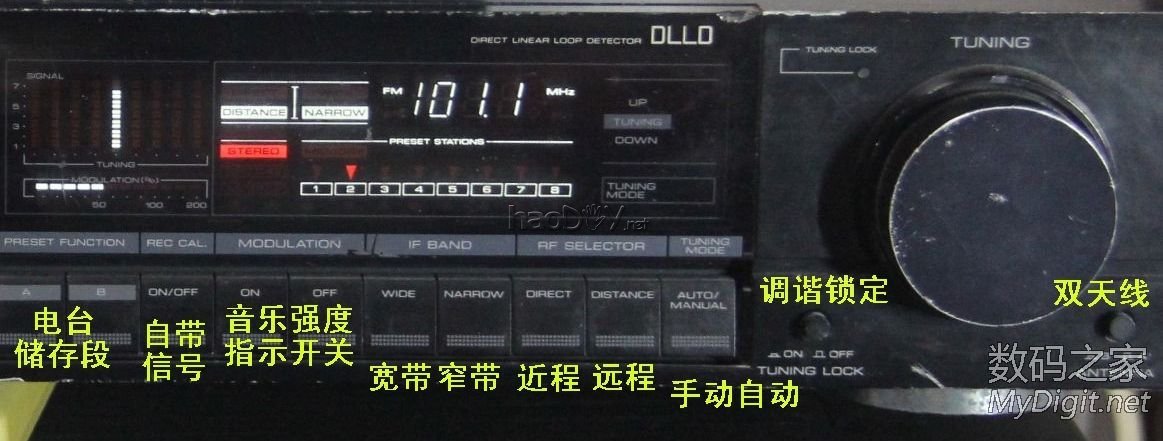 DIRECT LINEAR LOOP DETECTOR DLLD
TUNING LOCK
TUNING
SIGNAL
7
5
3
1
TUNING
MODULATION(%)
50 100 200
DISTANCE NARROW
STEREO
FM 101.1 MHz
PRESET STATIONS
1 2 3 4 5 6 7 8
UP
TUNING
DOWN
TUNING
MODE
haoDIY.net
PRESET FUNCTION REC CAL. MODULATION IF BAND RF SELECTOR TUNING MODE
A B ON/OFF ON OFF WIDE NARROW DIRECT DISTANCE AUTO/MANUAL
电台
储存段
自带
信号
音乐强度
指示开关
宽带 窄带 近程 远程
手动自动
调谐锁定
双天线
ON OFF
TUNING LOCK
数码之家
MyDigit.net